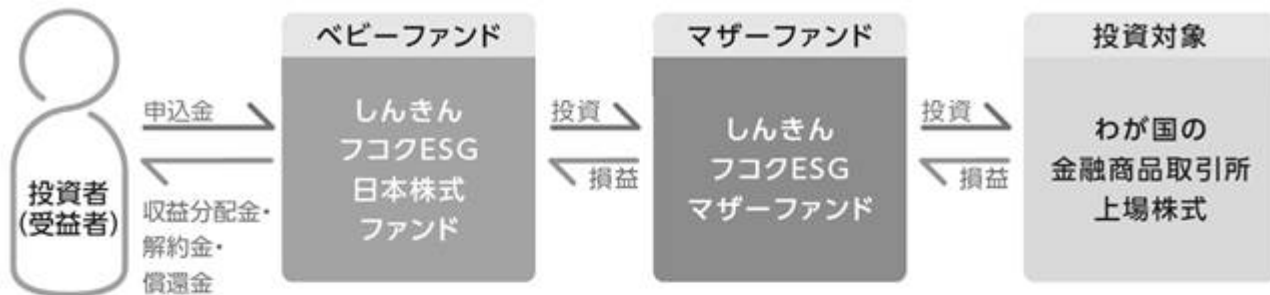 投資者
(受益者)
申込金
収益分配金・
解約金・
償還金
ベビーファンド
しんきん
フコクESG
日本株式
ファンド
投資
損益
マザーファンド
しんきん
フコクESG
マザーファンド
投資
損益
投資対象
わが国の
金融商品取引所
上場株式